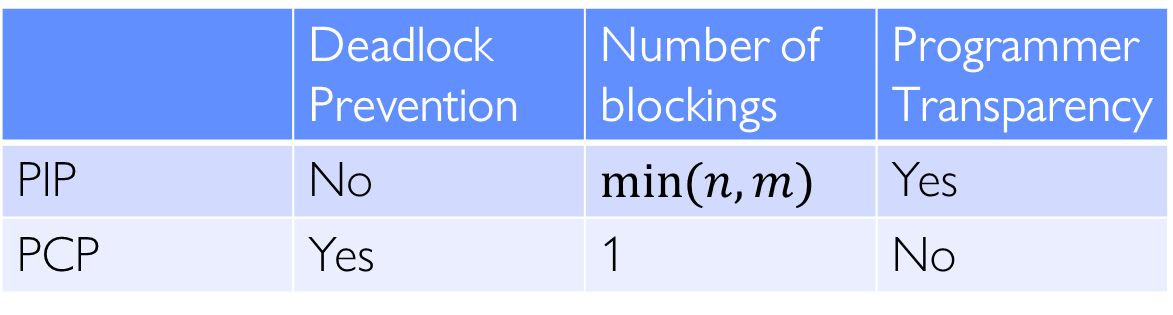 Deadlock Prevention	Number of blockings	Programmer Transparency
PIP	No	min(n, m)	Yes
PCP	Yes	1	No